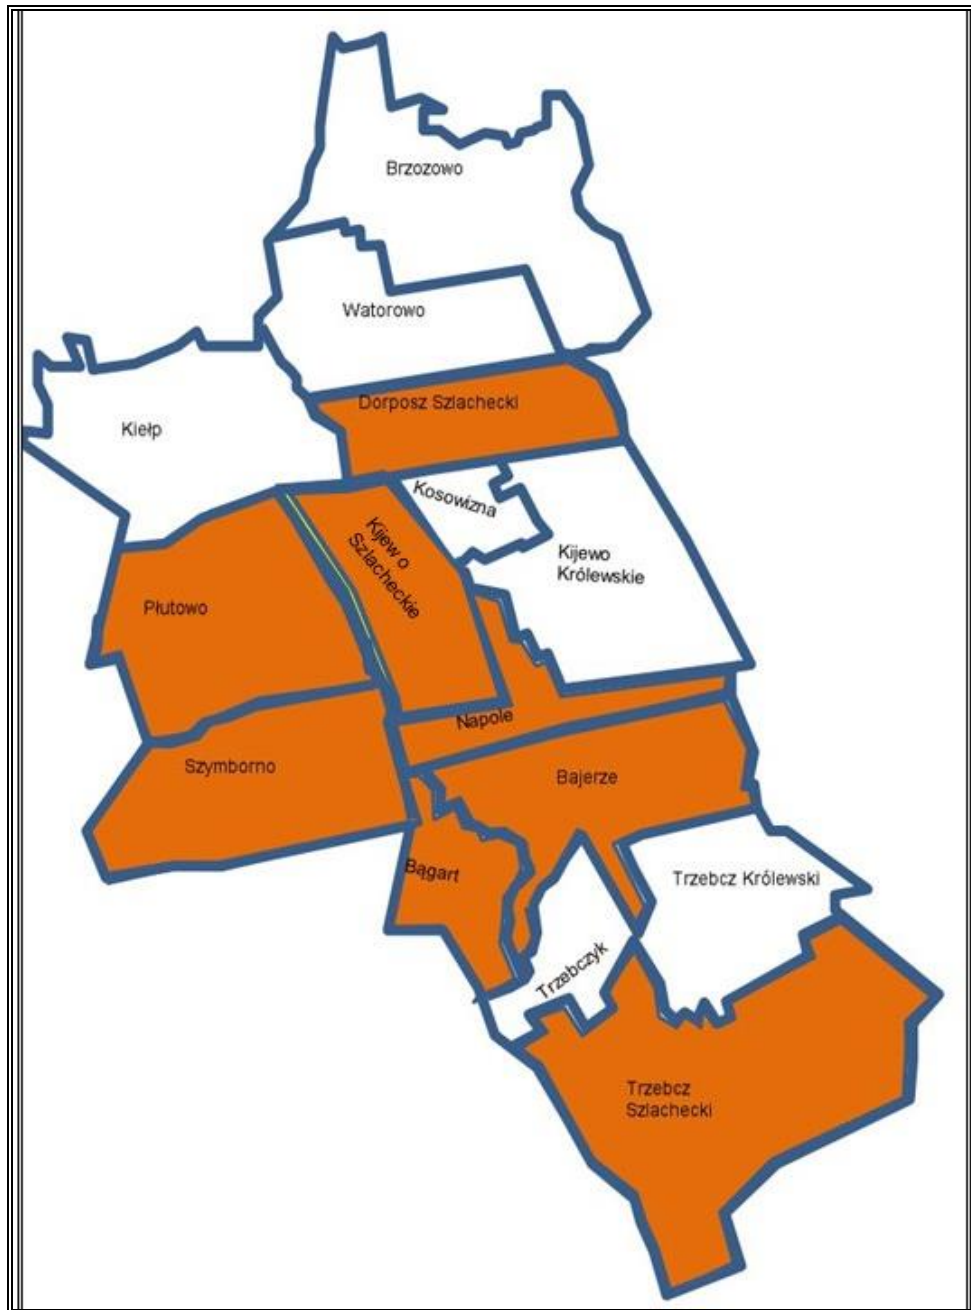 Brzozowo
Watorowo
Dorposz Szlachecki
Kiełp
Kosowizna
Kijew o
Szlacheckie
Kijewo
Królewskie
Płutowo
Napole
Szymborno
Bajerze
Bągart
Trzebcz Królewski
Trzebczyk
Trzebcz
Szlachecki